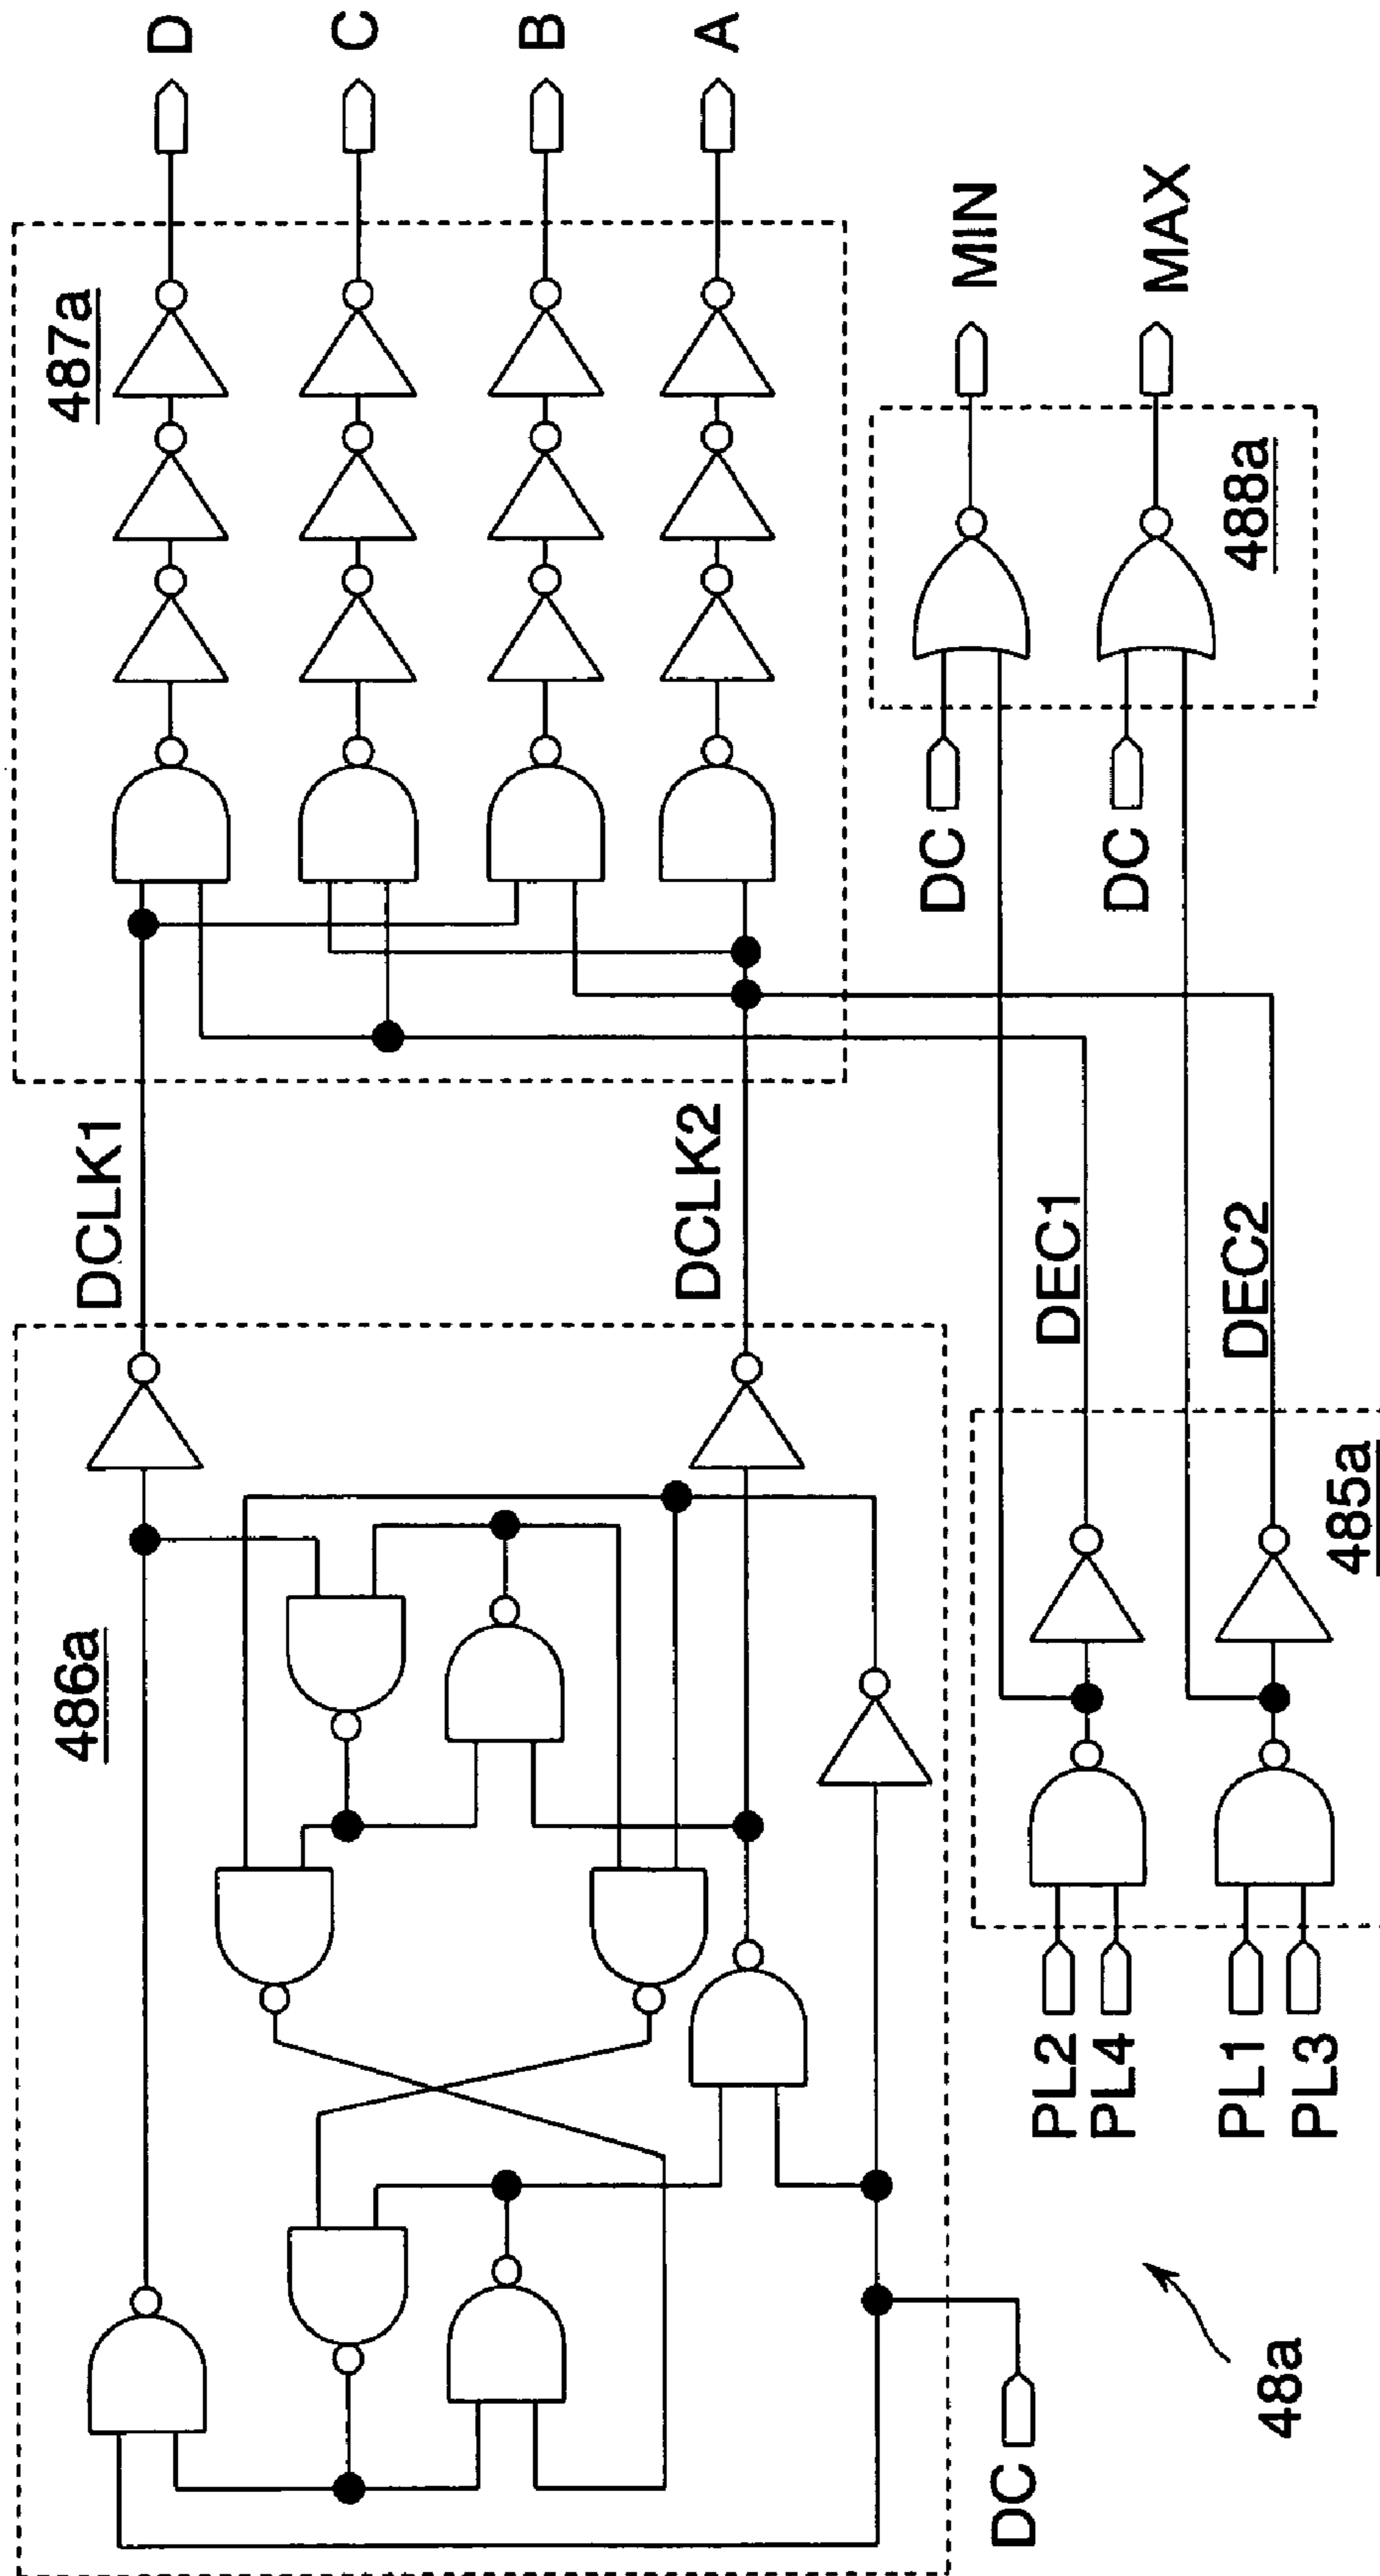 D
C
B
A
MIN
MAX
487a
488a
DC
DC
DCLK1
DCLK2
DEC1
DEC2
486a
485a
PL2
PL4
PL1
PL3
DC
48a